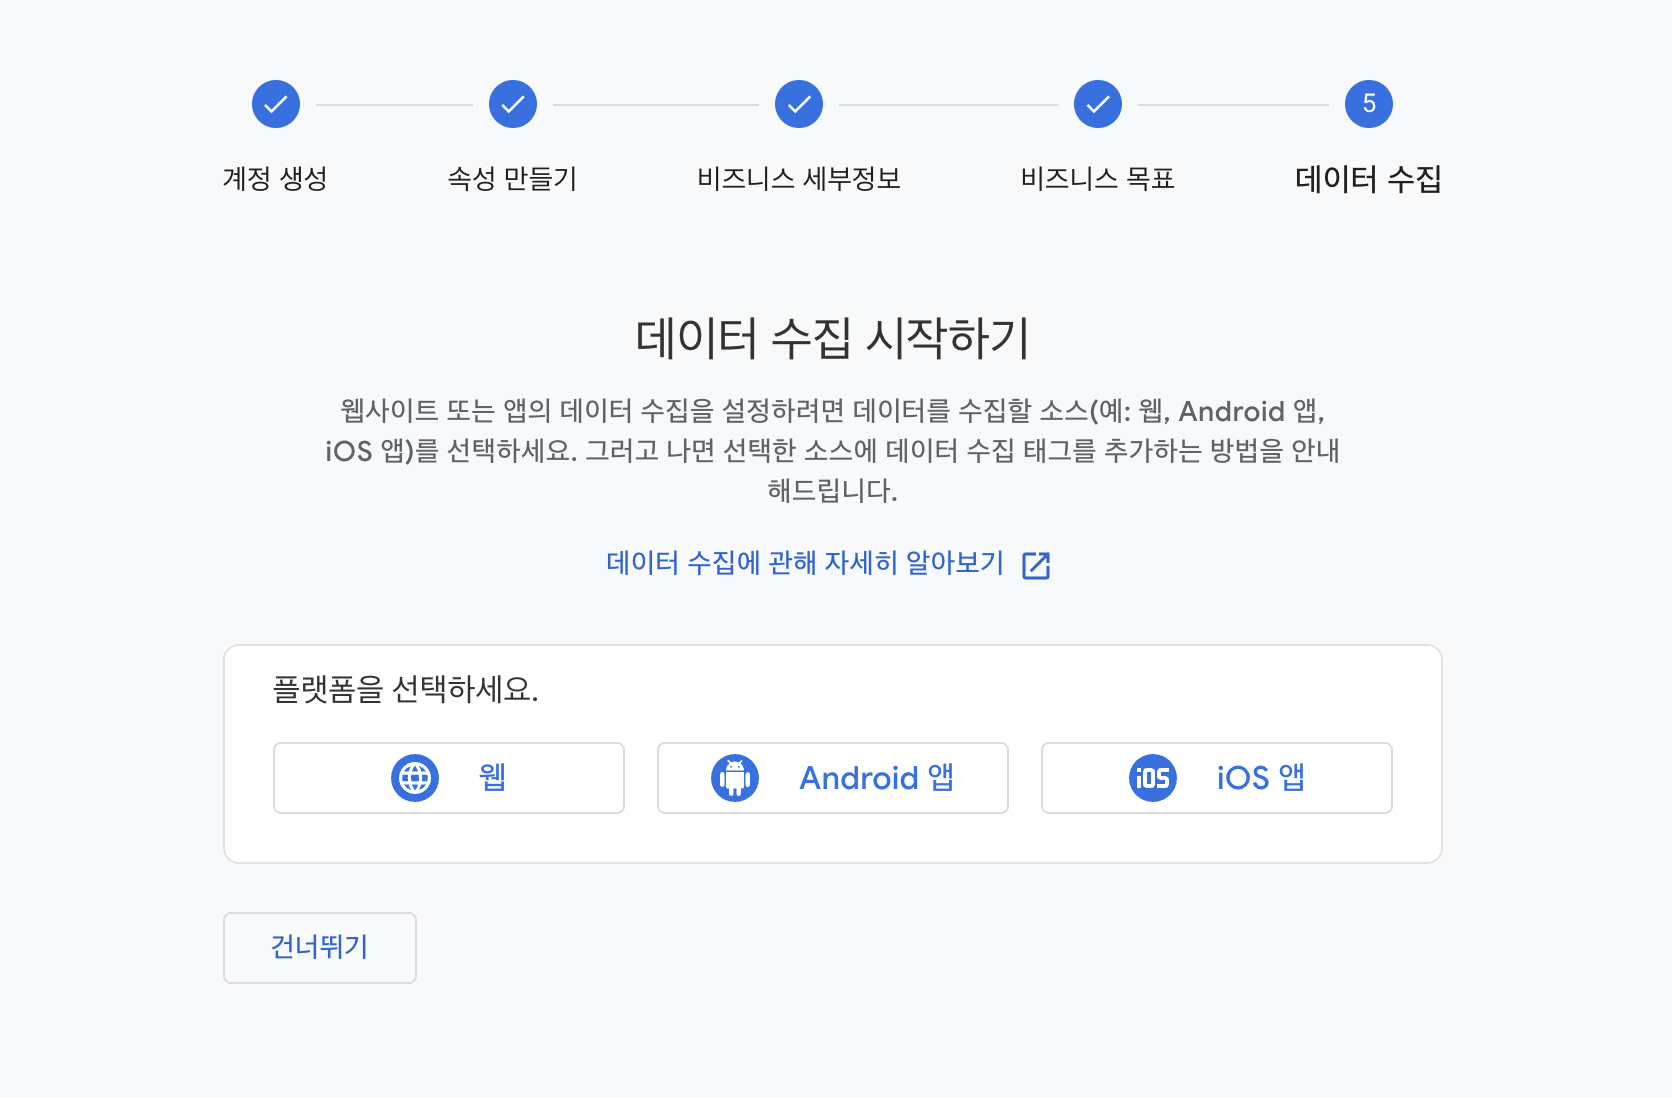 5
계정 생성
속성 만들기
비즈니스 세부정보
비즈니스 목표
데이터 수집
데이터 수집 시작하기
웹사이트 또는 앱의 데이터 수집을 설정하려면 데이터를 수집할 소스(예: 웹, Android 앱,
iOS 앱)를 선택하세요. 그러고 나면 선택한 소스에 데이터 수집 태그를 추가하는 방법을 안내
해드립니다.
데이터 수집에 관해 자세히 알아보기
플랫폼을 선택하세요.
웹
Android 앱
iOS iOS 앱
건너뛰기